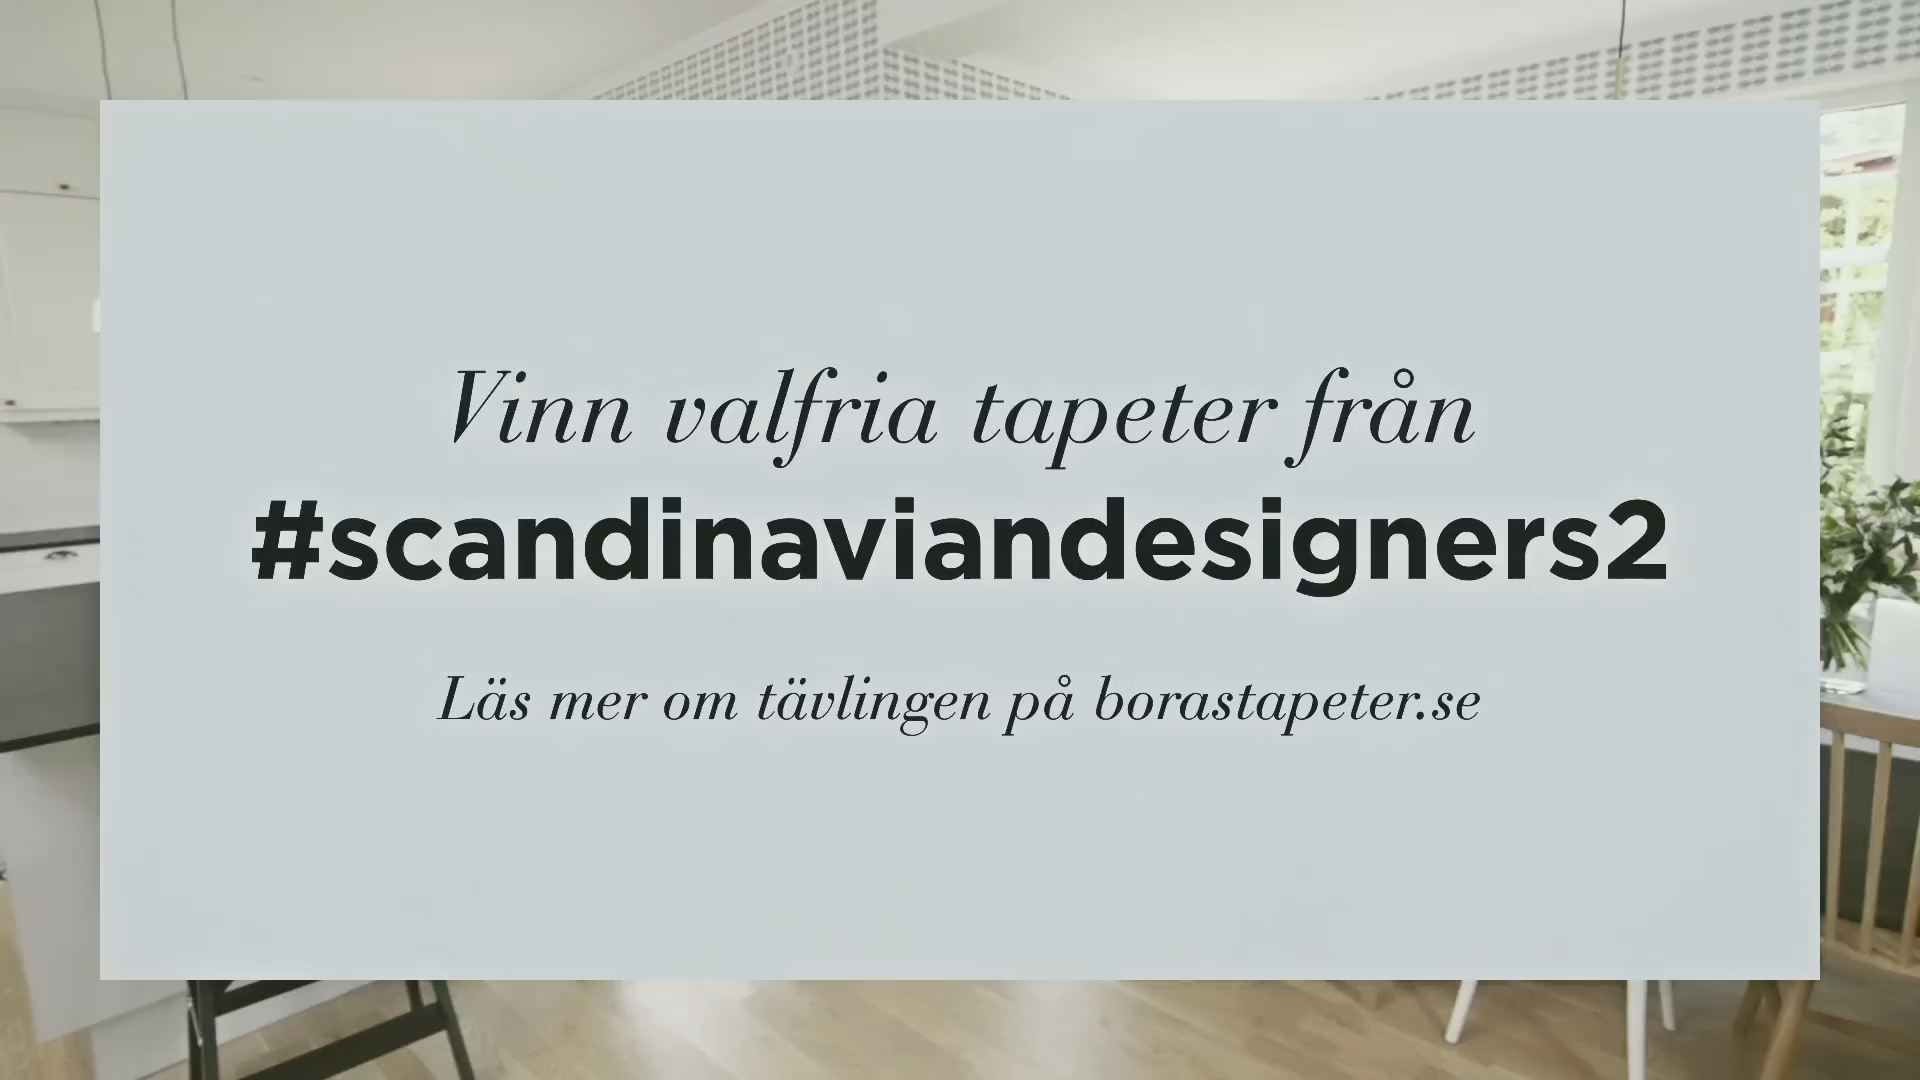 Vinn valfria tapeter från
#scandinaviandesigners2
Läs mer om tävlingen på borastapeter.se